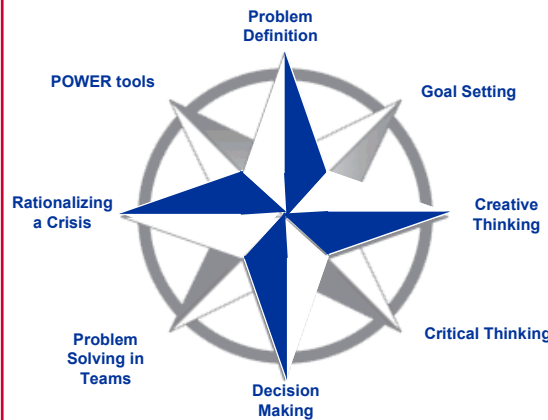 Problem
Definition
POWER tools
Goal Setting
Rationalizing
a Crisis
Creative
Thinking
Problem
Solving in
Teams
Critical Thinking
Decision
Making